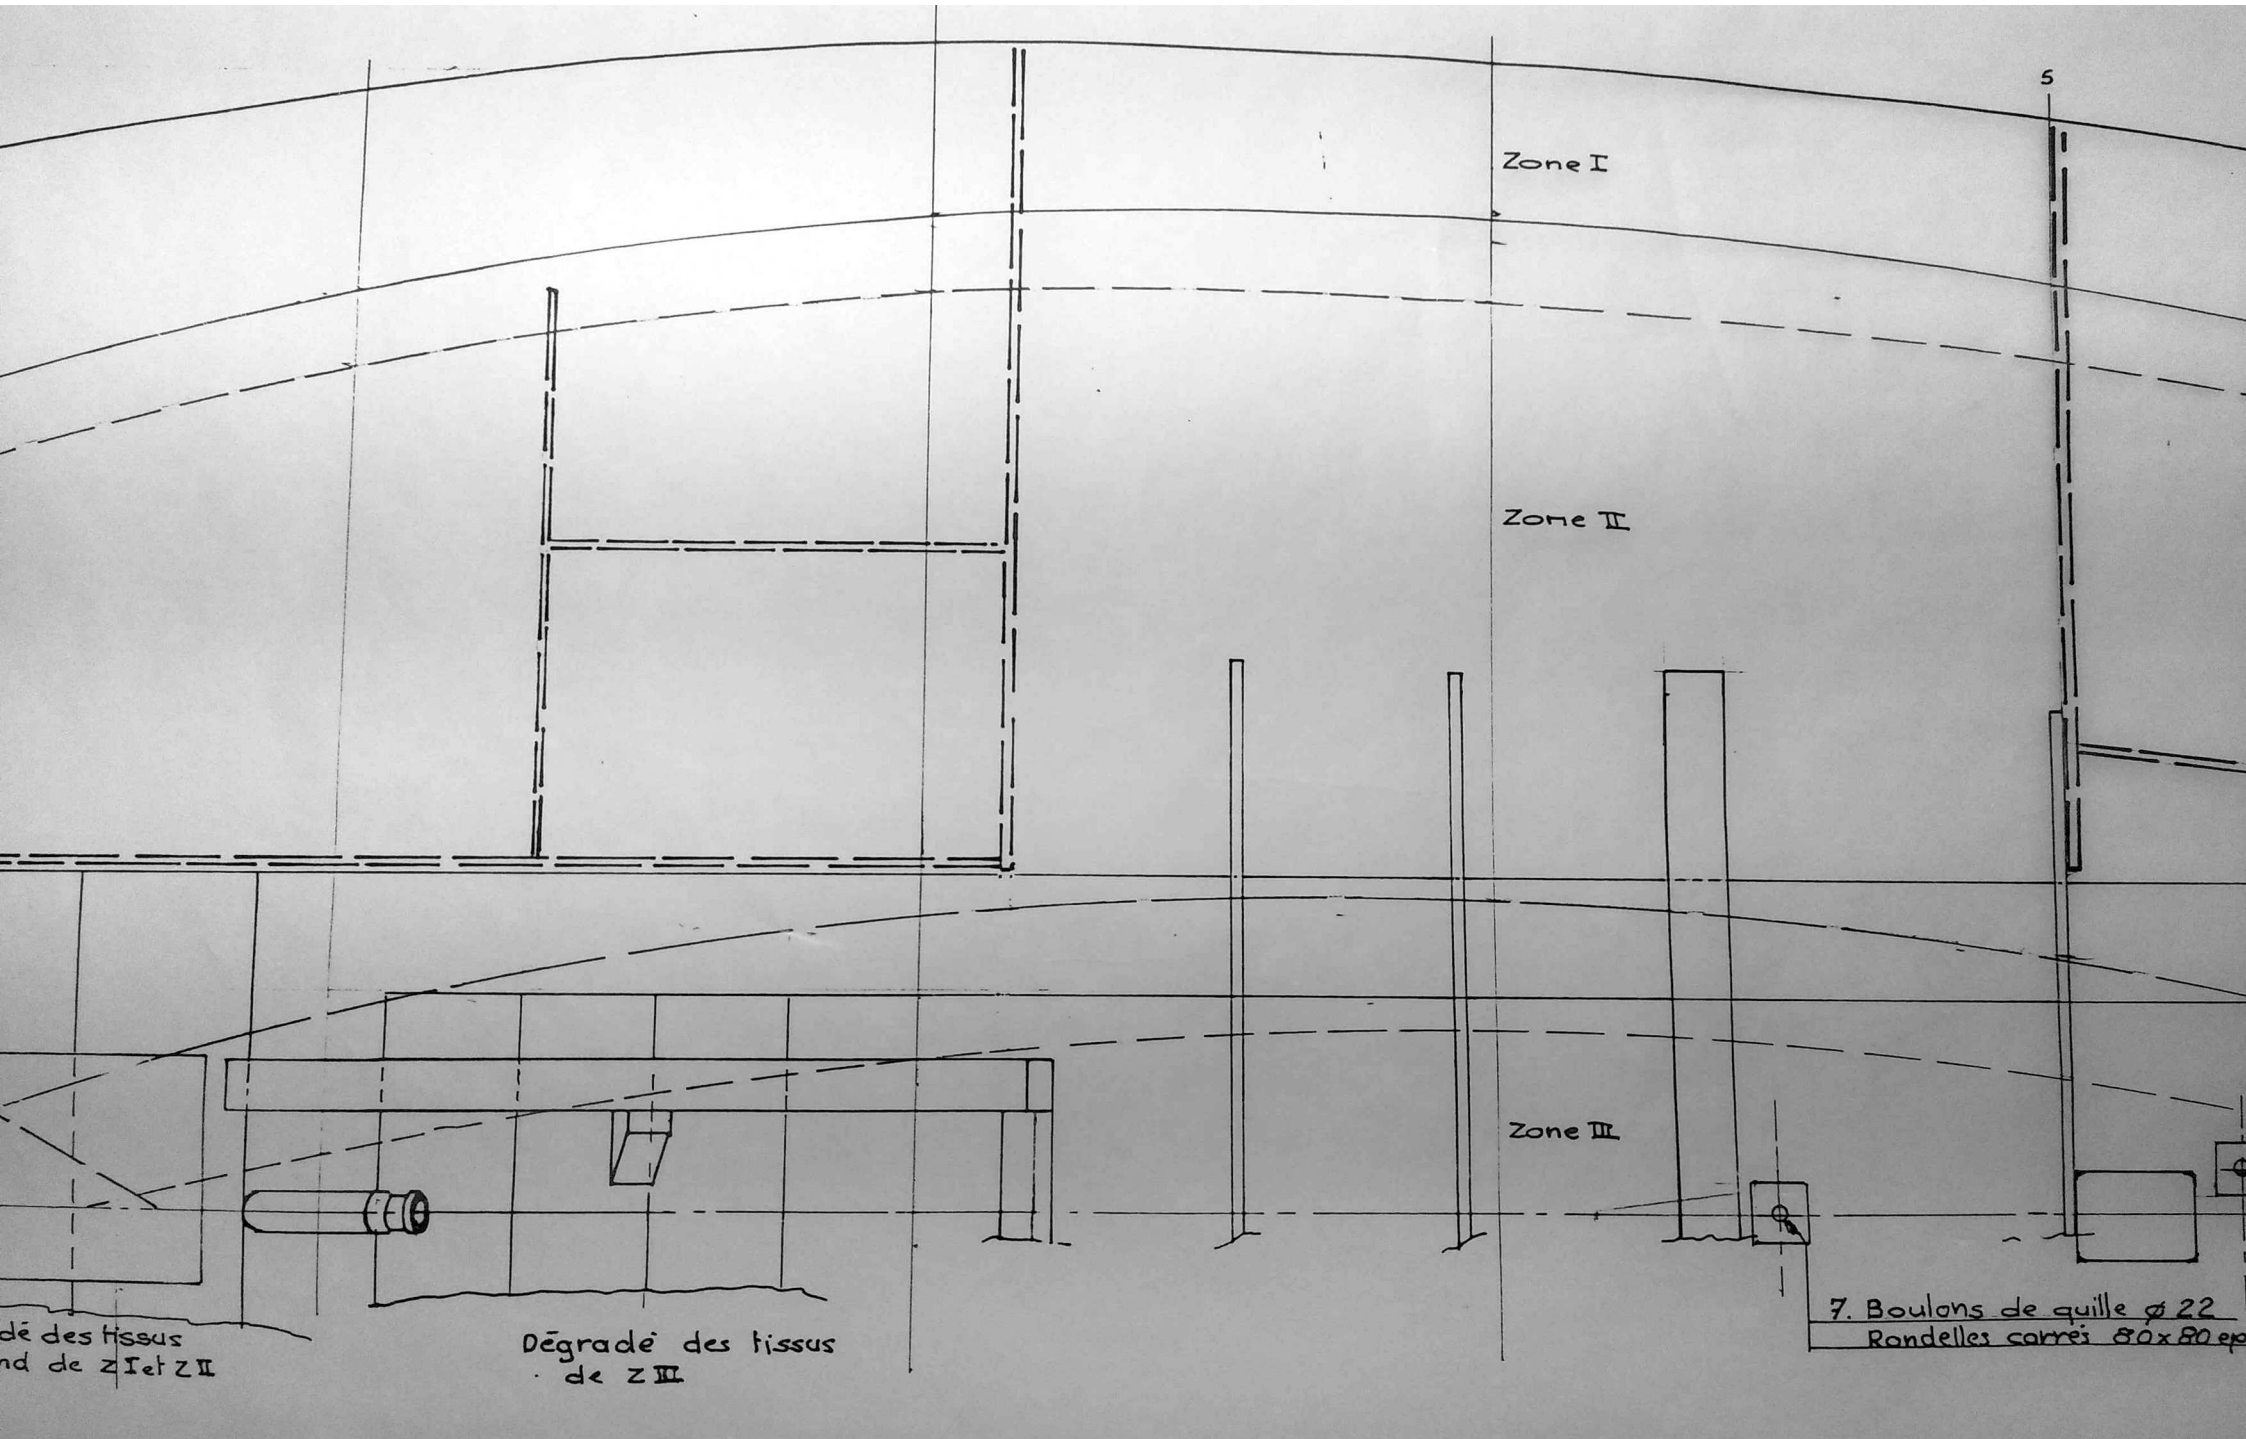 5
Zone I
Zone II
Zone III
7. Boulons de quille ø 22
Rondelles carrés 80x80 ep
dé des tissus
nd de z I et Z II
Dégradé des tissus
de Z III